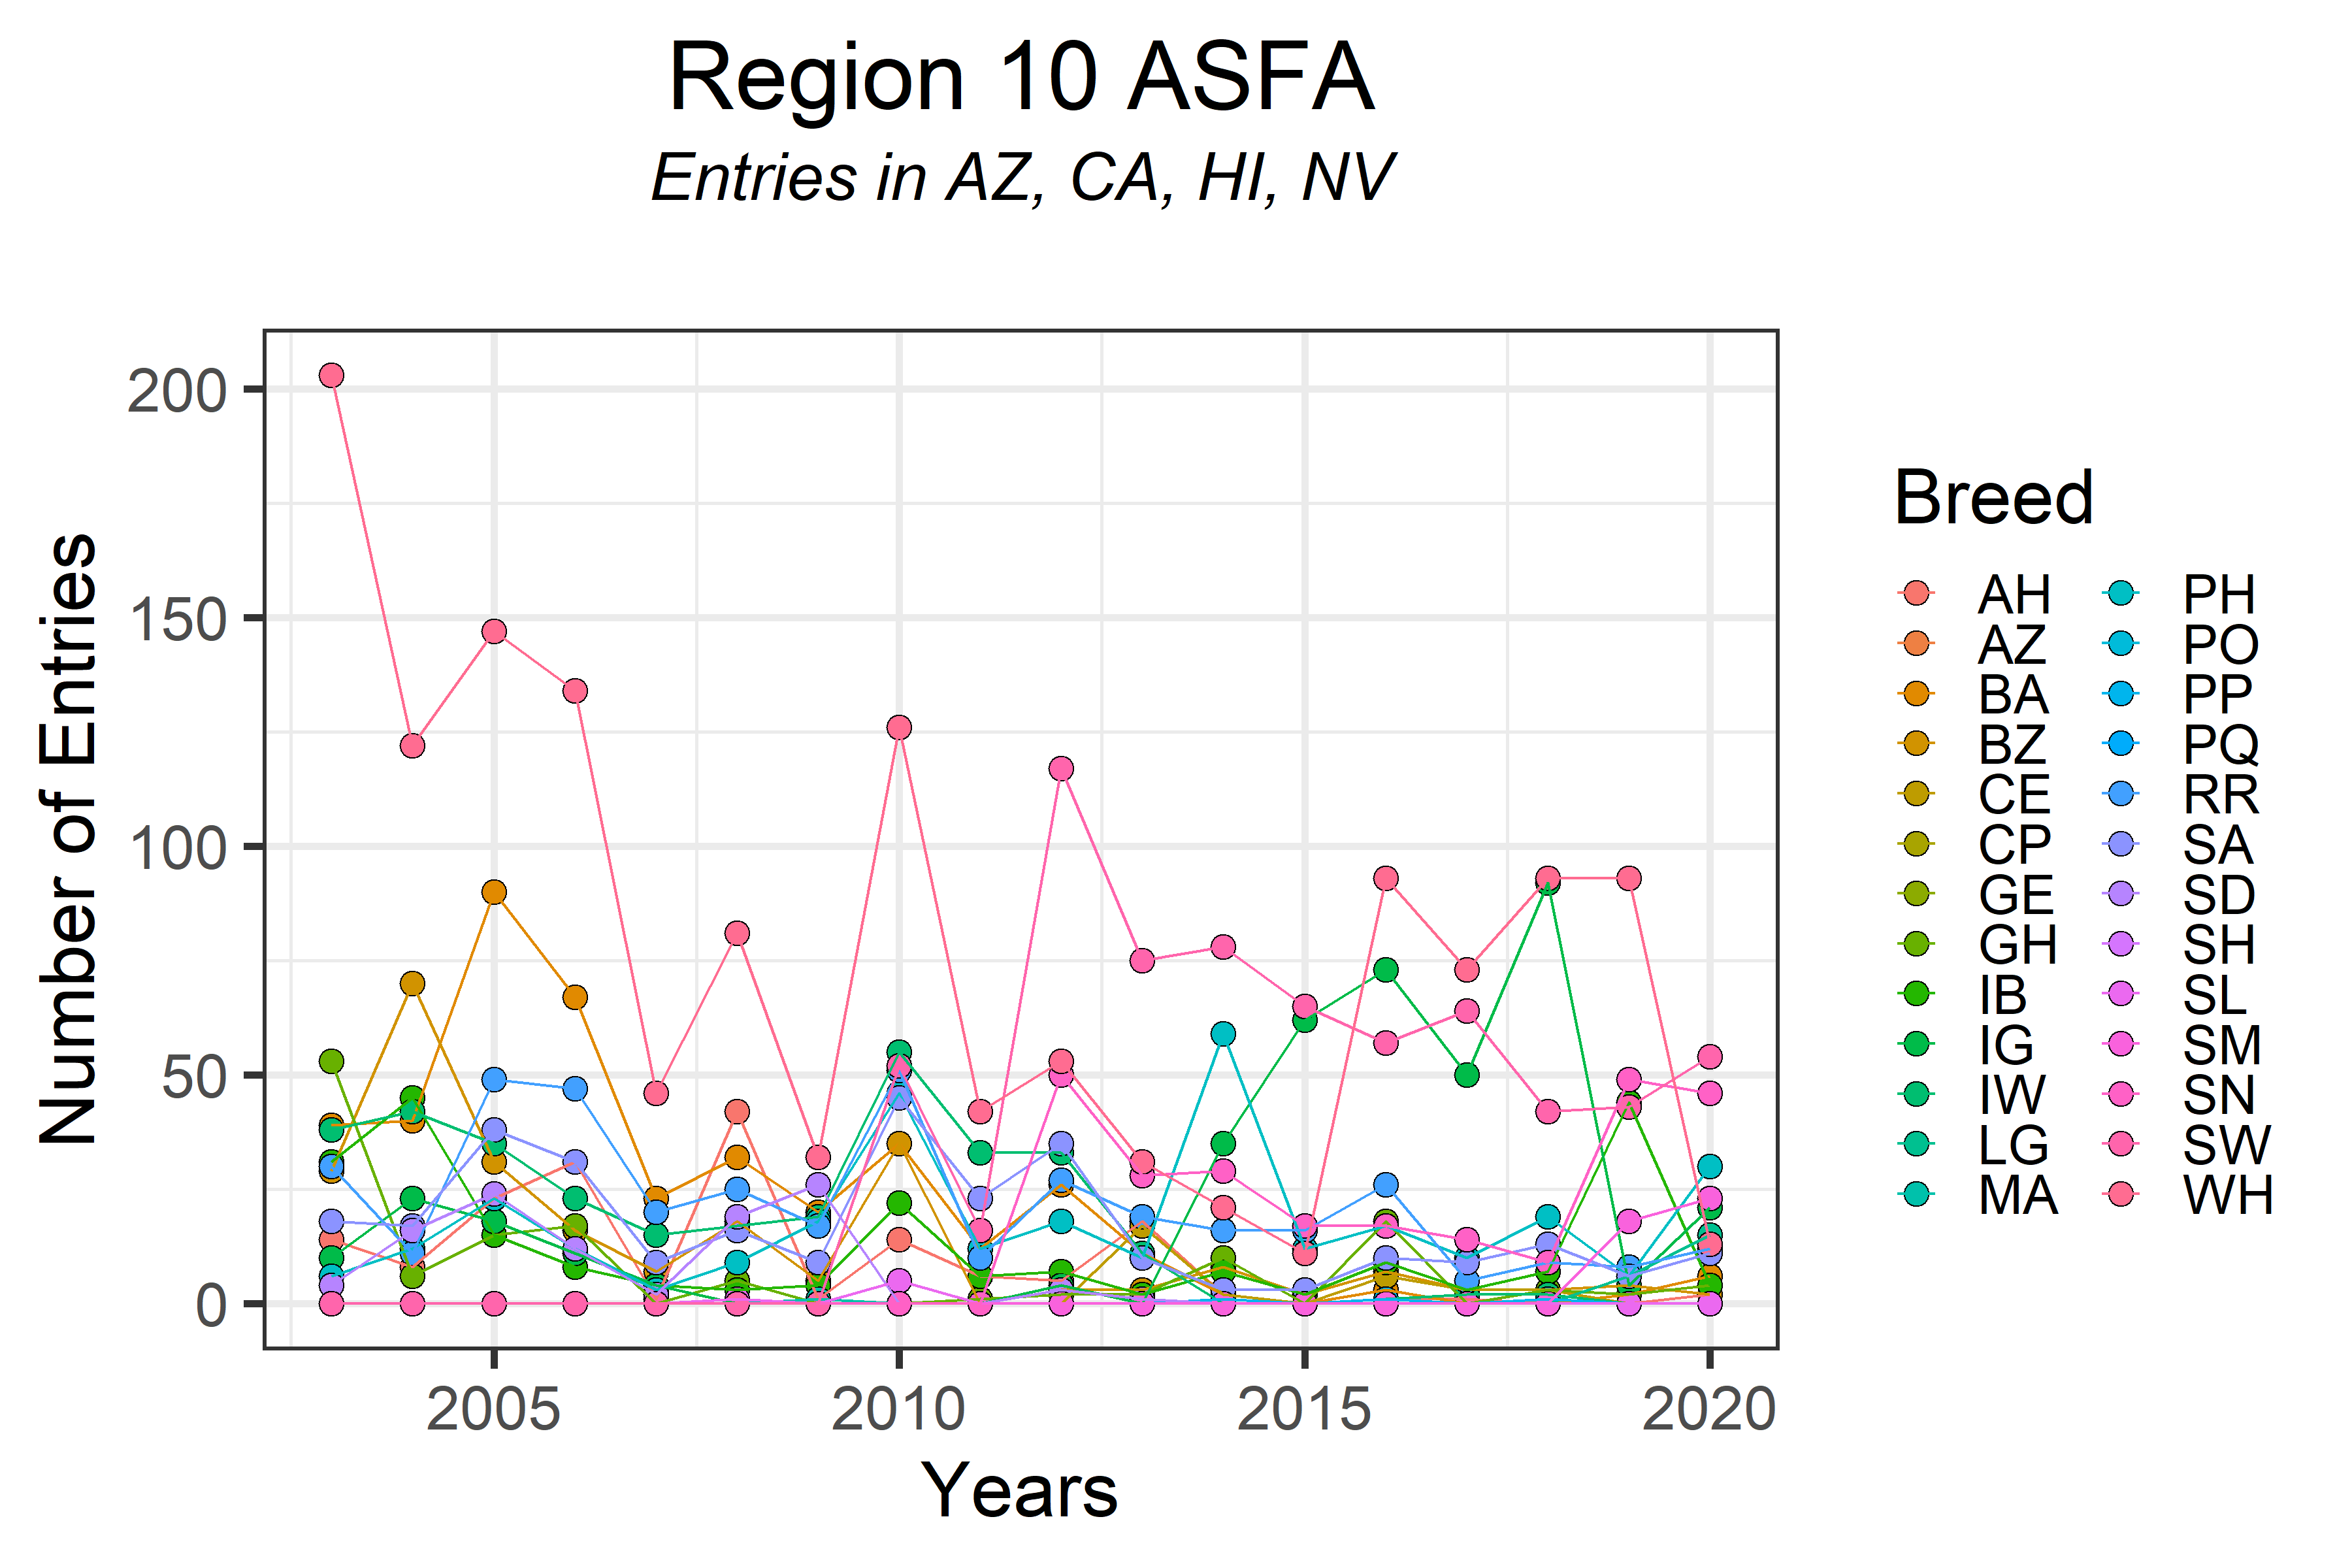 Region 10 ASFA
Entries in AZ, CA, HI, NV
Number of Entries
200
150
100
50
0
2005
2010
2015
2020
Years
Breed
AH
AZ
BA
BZ
CE
CP
GE
GH
IB
IG
IW
LG
MA
PH
PO
PP
PQ
RR
SA
SD
SH
SL
SM
SN
SW
WH